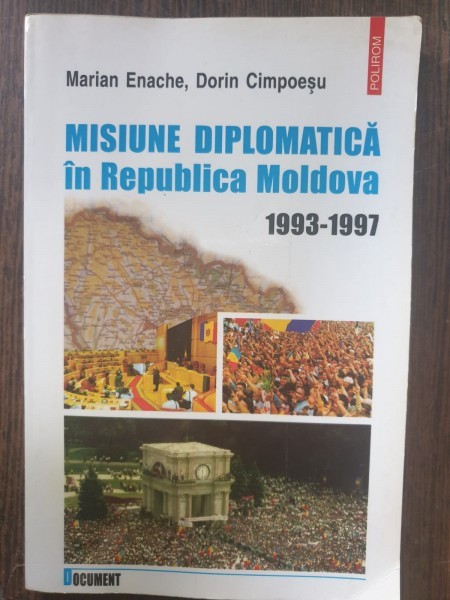 POLIROM
Marian Enache, Dorin Cimpoeşu
MISIUNE DIPLOMATICĂ
în Republica Moldova
1993-1997
DOCUMENT